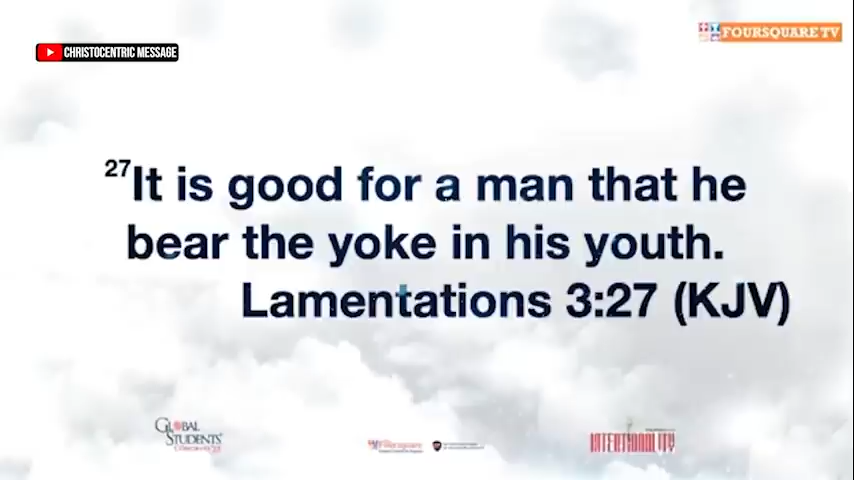 CHRISTOCENTRIC MESSAGE
FOURSQUARE TV
27It is good for a man that he
bear the yoke in his youth.
Lamentations 3:27 (KJV)
GLOBAL
STUDENTS'
Foursquare
INTENTIONALITY